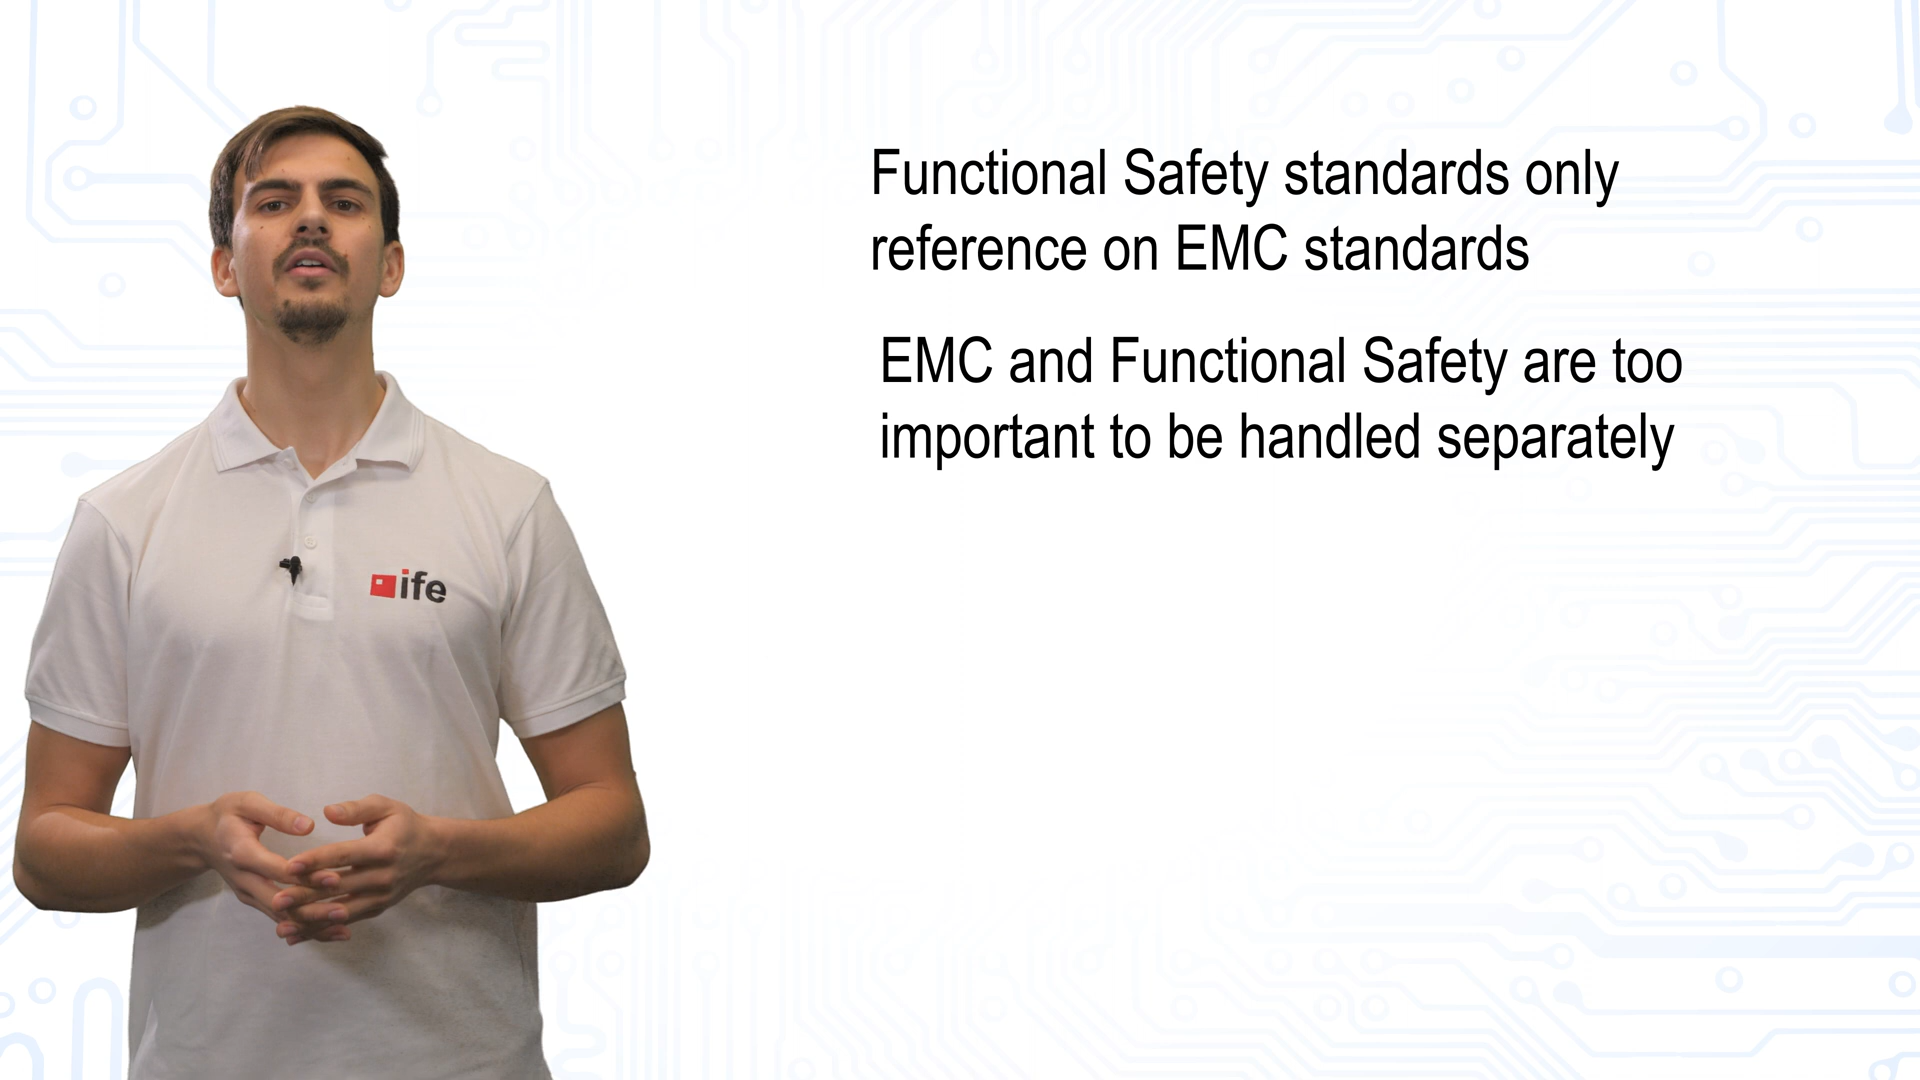 Functional Safety standards only
reference on EMC standards
EMC and Functional Safety are too
important to be handled separately
ife